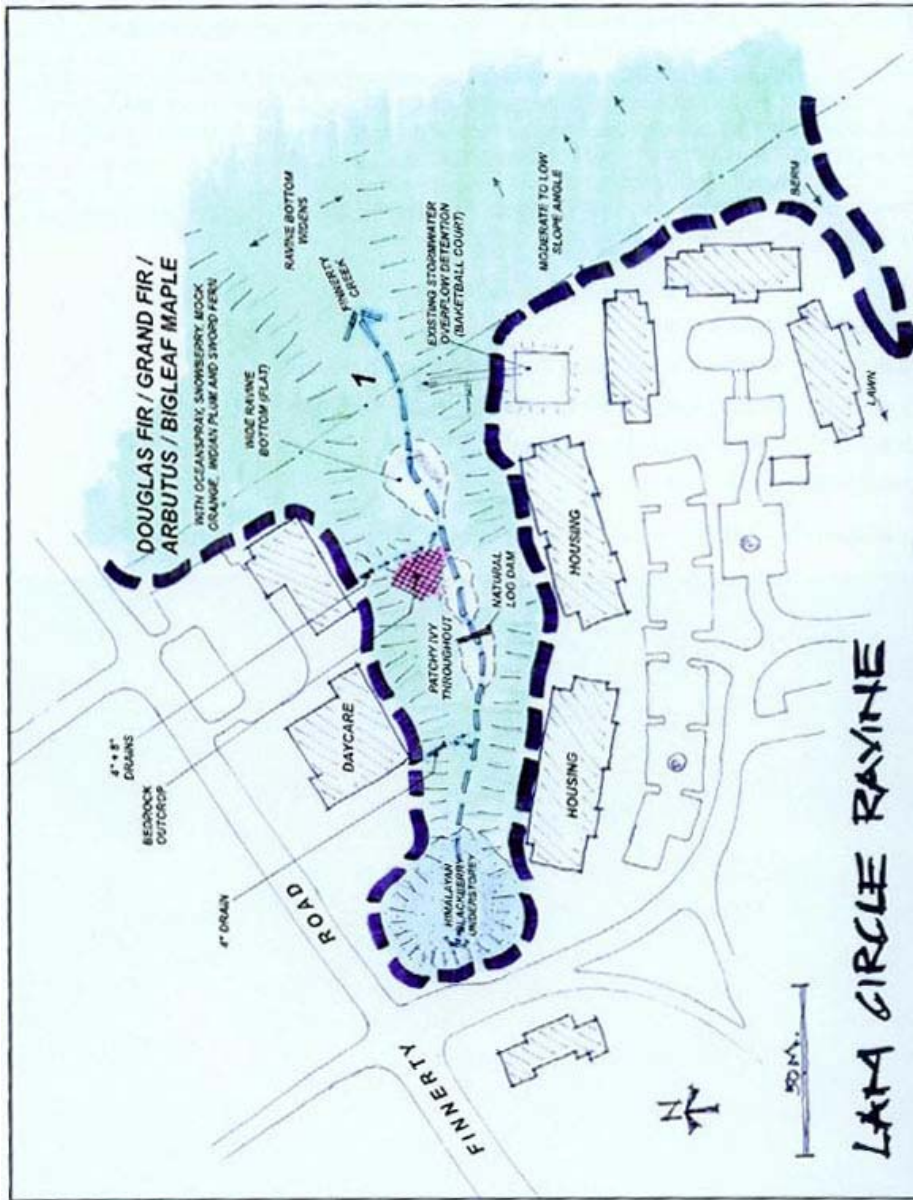 DOUGLAS FIR / GRAND FIR /
ARBUTUS / BIGLEAF MAPLE
WITH OCEANSPRAY, SNOWBERRY, MOCK
ORANGE, INDIAN PLUM AND SWORD FERN
4" + 8"
DRAINS
BEDROCK
OUTCROP
4" DRAIN
WIDE RAVINE
BOTTOM (FLAT)
RAVINE BOTTOM
WIDENS
FINNERTY
CREEK
1
EXISTING STORMWATER
OVERFLOW DETENTION
(BAKETBALL COURT)
MODERATE TO LOW
SLOPE ANGLE
BERM
DAYCARE
PATCHY IVY
THROUGHOUT
NATURAL
LOG DAM
HIMALAYAN
BLACKBERRY
UNDERSTOREY
HOUSING
HOUSING
LAWN
FINNERTY ROAD
N
50 M.
LAM CIRCLE RAVINE